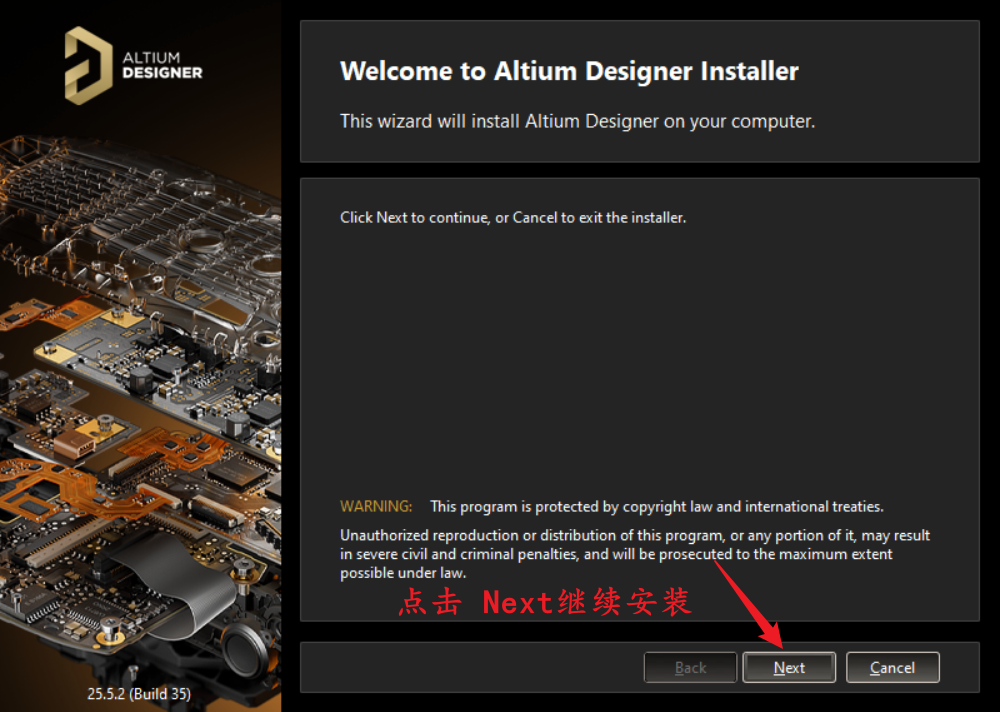 ALTIUM
DESIGNER
Welcome to Altium Designer Installer
This wizard will install Altium Designer on your computer.
Click Next to continue, or Cancel to exit the installer.
WARNING: This program is protected by copyright law and international treaties.
Unauthorized reproduction or distribution of this program, or any portion of it, may result
in severe civil and criminal penalties, and will be prosecuted to the maximum extent
possible under law.
点击 Next继续安装
Back Next Cancel
25.5.2 (Build 35)